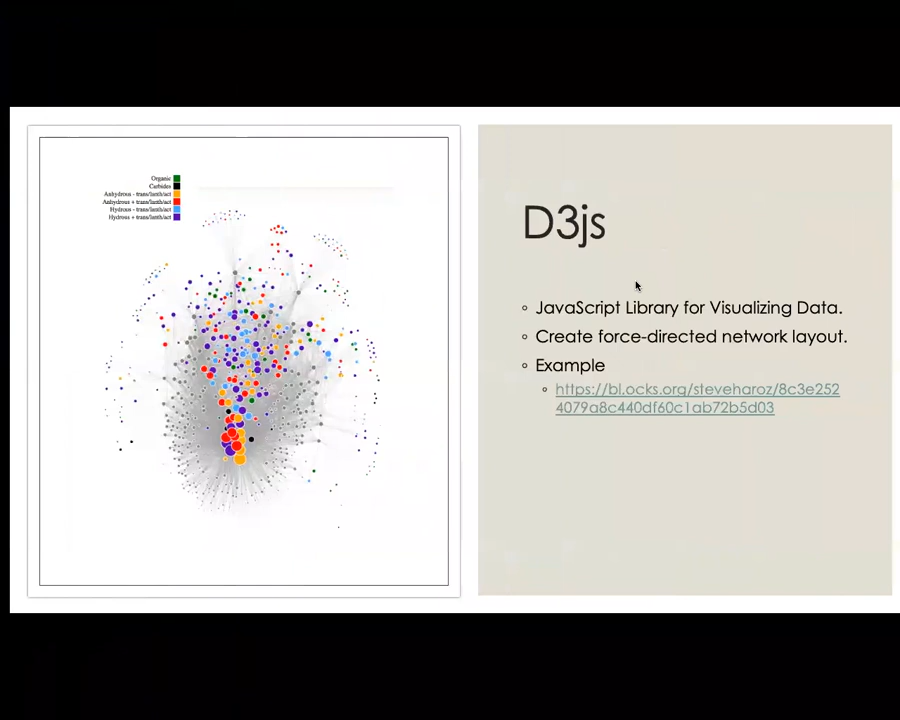 Organic
Carbides
Anhydrous - trans/lanth/act
Anhydrous + trans/lanth/act
Hydrous - trans/lanth/act
Hydrous + trans/lanth/act
D3js
JavaScript Library for Visualizing Data.
Create force-directed network layout.
Example
https://bl.ocks.org/steveharoz/8c3e252
4079a8c440df60c1ab72b5d03